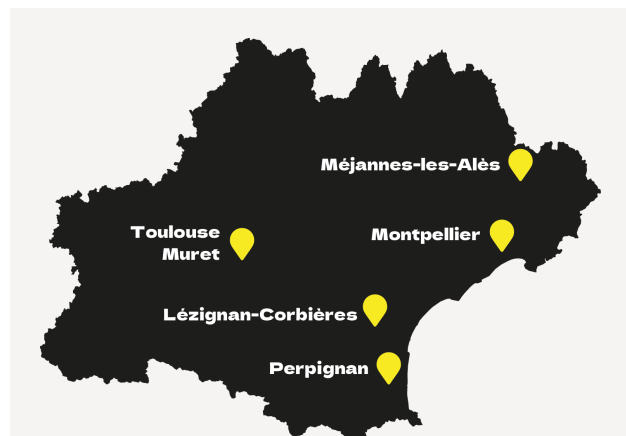 Méjannes-les-Alès
Toulouse
Muret
Montpellier
Lézignan-Corbières
Perpignan